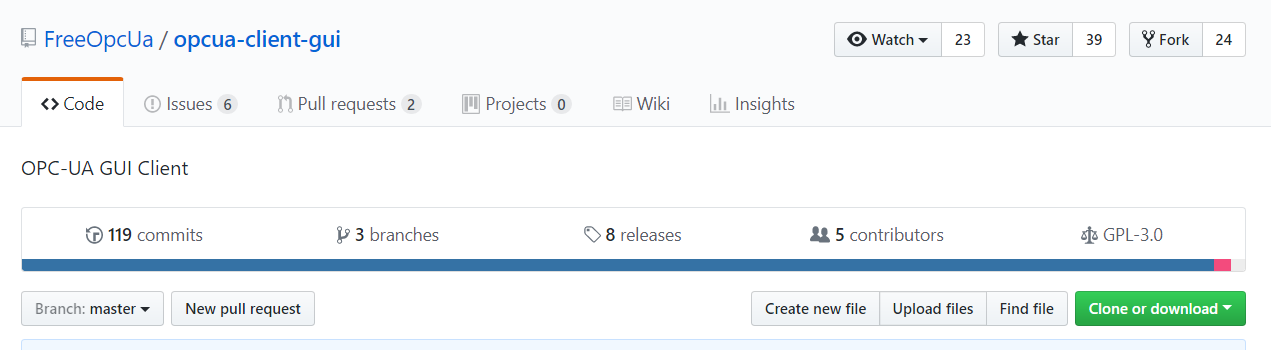 FreeOpcUa / opcua-client-gui Watch 23 Star 39 Fork 24
Code Issues 6 Pull requests 2 Projects 0 Wiki Insights
OPC-UA GUI Client
119 commits 3 branches 8 releases 5 contributors GPL-3.0
Branch: master New pull request Create new file Upload files Find file Clone or download